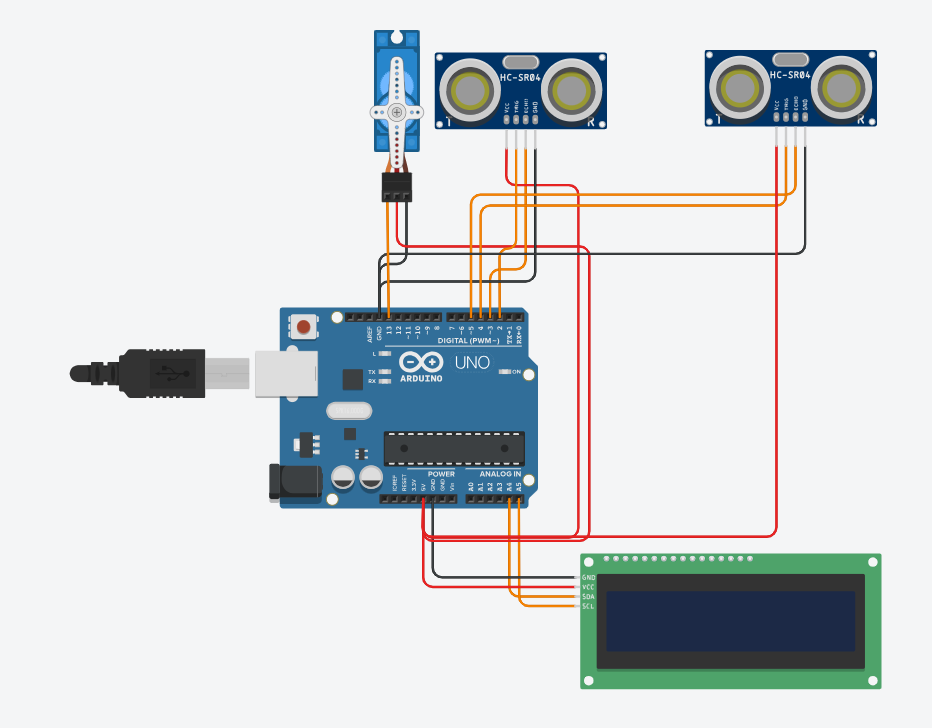 HC-SR04
VCC
TRIG
ECHO
GND
T
R
HC-SR04
VCC
TRIG
ECHO
GND
T
R
AREF
GND
13
12
~11
~10
~9
8
7
~6
~5
4
~3
2
TX→1
RX←0
DIGITAL (PWM~)
L
TX
RX
ARDUINO
UNO
ON
POWER
ANALOG IN
IOREF
RESET
3.3V
5V
GND
GND
Vin
A0
A1
A2
A3
A4
A5
GND
VCC
SDA
SCL